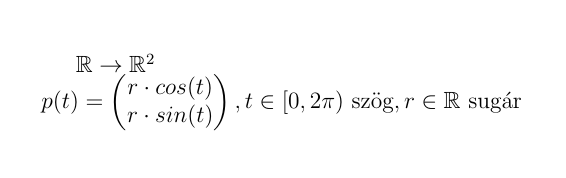 ℝ → ℝ²
p(t) = (r · cos(t) r · sin(t)), t ∈ [0, 2π) szög, r ∈ ℝ sugár